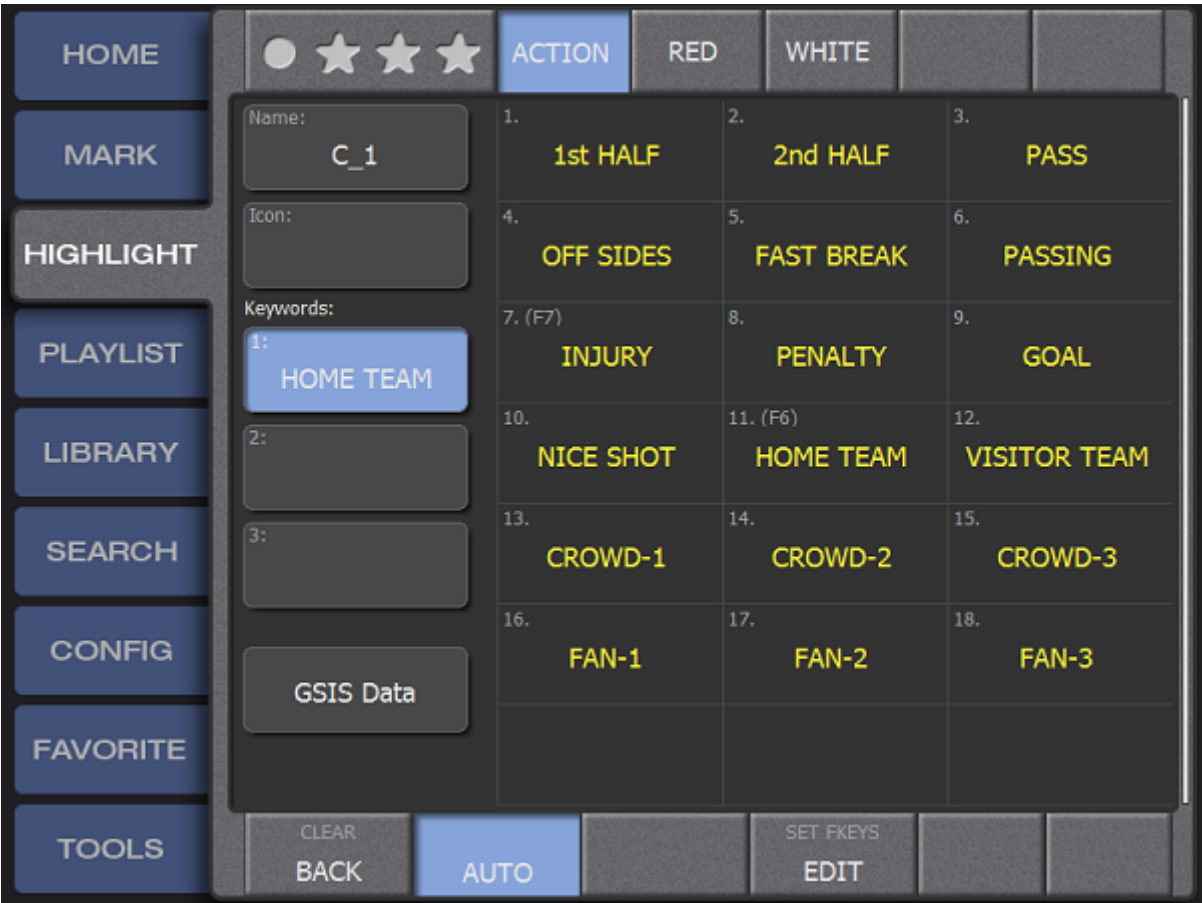 HOME
MARK
HIGHLIGHT
PLAYLIST
LIBRARY
SEARCH
CONFIG
FAVORITE
TOOLS
ACTION RED WHITE
Name:
C_1
Icon:
Keywords:
1:
HOME TEAM
2:
3:
GSIS Data
1. 2. 3.
1st HALF 2nd HALF PASS
4. 5. 6.
OFF SIDES FAST BREAK PASSING
7. (F7) 8. 9.
INJURY PENALTY GOAL
10. 11. (F6) 12.
NICE SHOT HOME TEAM VISITOR TEAM
13. 14. 15.
CROWD-1 CROWD-2 CROWD-3
16. 17. 18.
FAN-1 FAN-2 FAN-3
CLEAR SET FKEYS
BACK AUTO EDIT